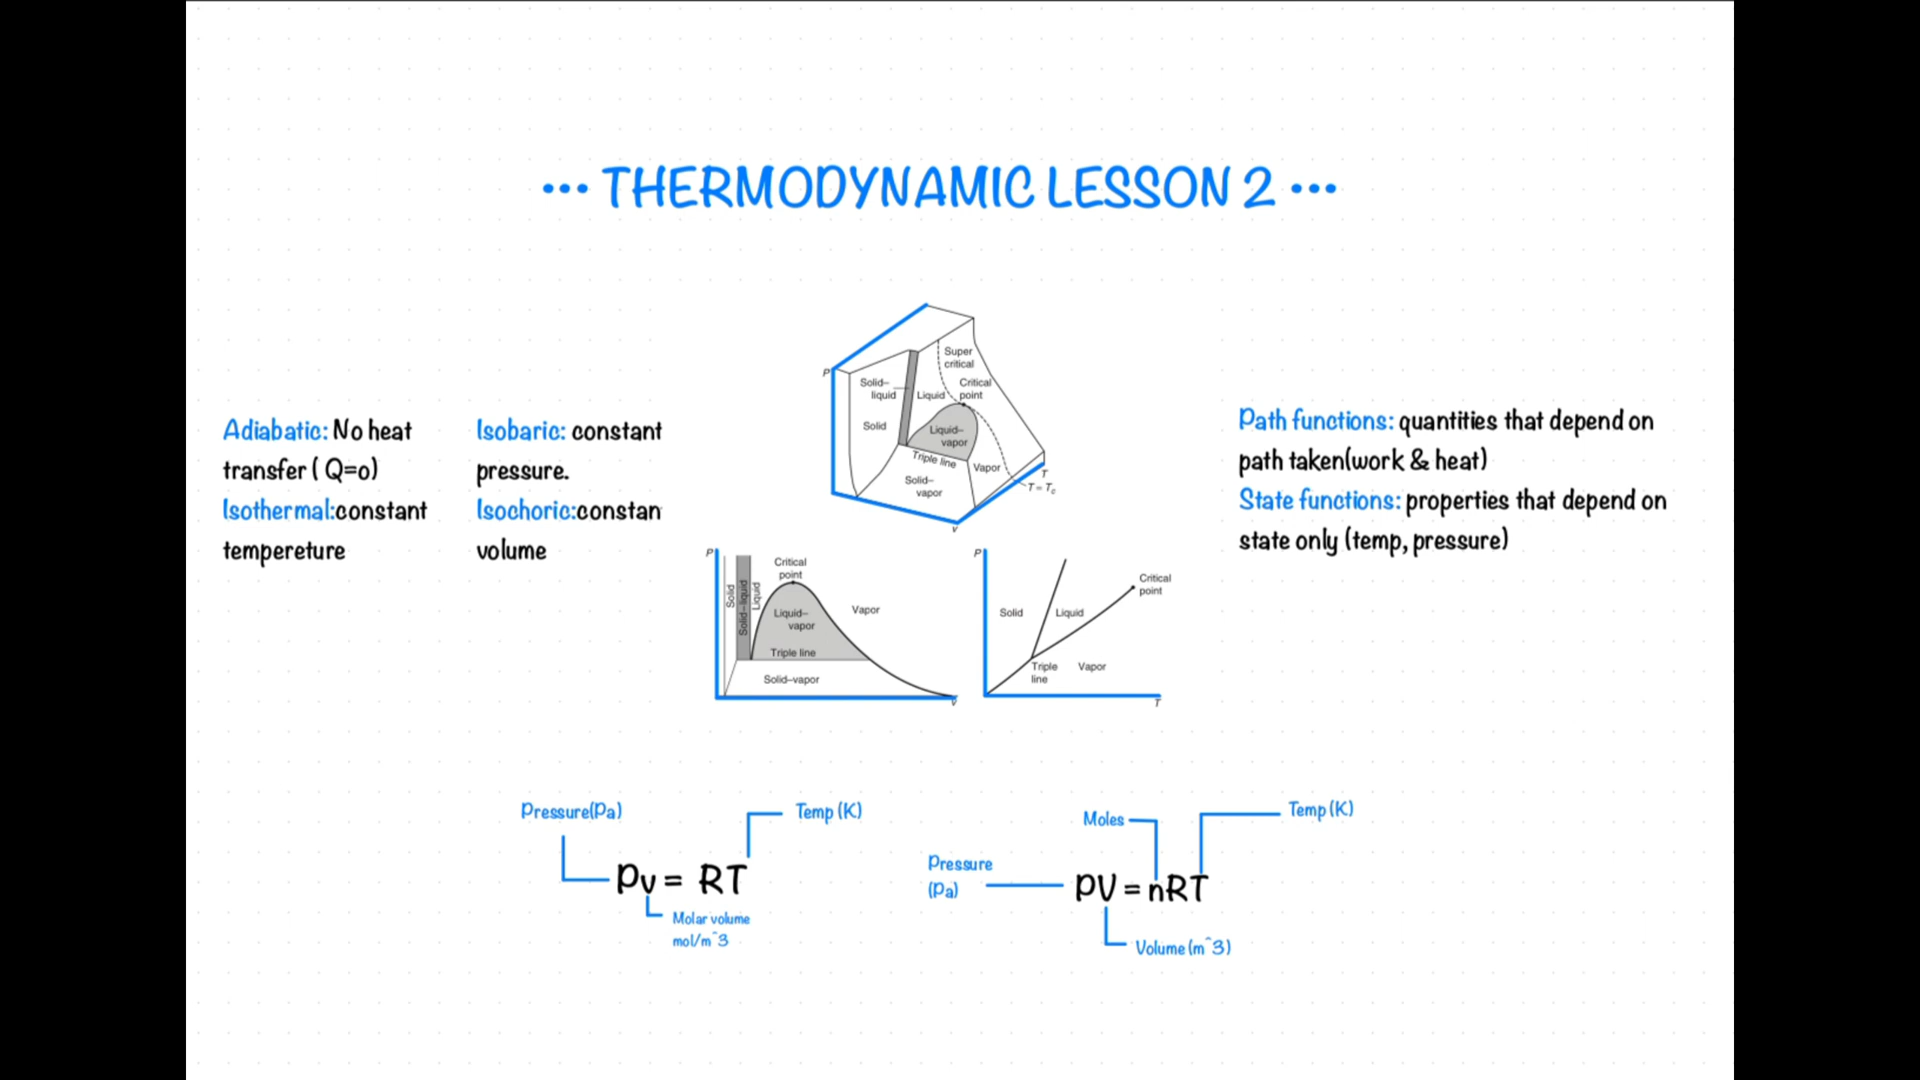 ••• THERMODYNAMIC LESSON 2 •••
Adiabatic: No heat
transfer ( Q=0)
Isothermal:constant
tempereture
Isobaric: constant
pressure.
Isochoric:constan
volume
P
Solid–
liquid
Solid
Liquid
Super
critical
Critical
point
Liquid–
vapor
Triple line
Vapor
Solid–
vapor
T
T = Tc
v
Path functions: quantities that depend on
path taken(work & heat)
State functions: properties that depend on
state only (temp, pressure)
P
Solid
Solid–liquid
Liquid
Critical
point
Liquid–
vapor
Vapor
Triple line
Solid–vapor
v
P
Solid
Liquid
Critical
point
Triple
line
Vapor
T
Pressure(Pa)
Temp (K)
Pv = RT
Molar volume
mol/m^3
Moles
Temp (K)
Pressure
(Pa)
PV = nRT
Volume (m^3)